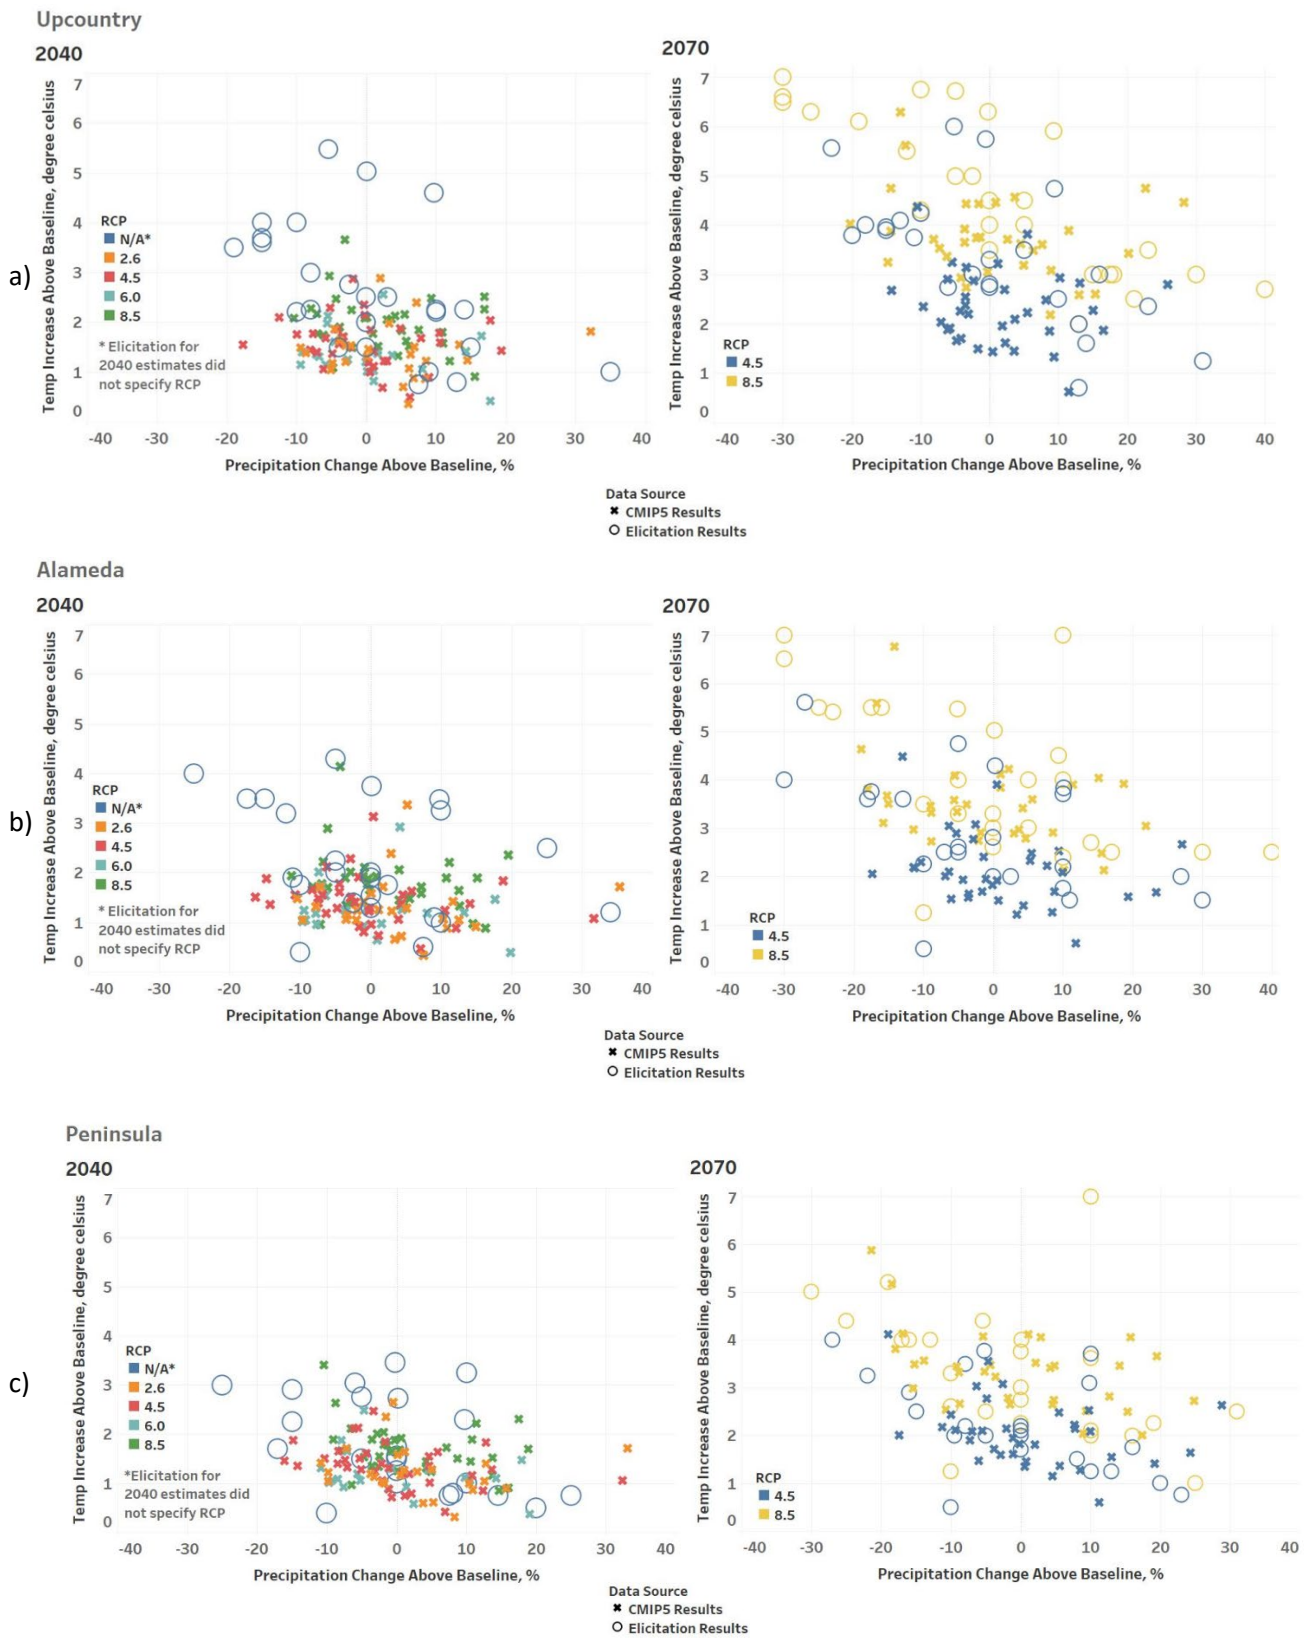 Upcountry
2040
2070
a)
Temp Increase Above Baseline, degree celsius
7
6
5
4
3
2
1
0
RCP
N/A*
2.6
4.5
6.0
8.5
* Elicitation for
2040 estimates did
not specify RCP
-40 -30 -20 -10 0 10 20 30 40
Precipitation Change Above Baseline, %
Temp Increase Above Baseline, degree celsius
7
6
5
4
3
2
1
0
RCP
4.5
8.5
-40 -30 -20 -10 0 10 20 30 40
Precipitation Change Above Baseline, %
Data Source
CMIP5 Results
Elicitation Results
Alameda
2040
2070
b)
Temp Increase Above Baseline, degree celsius
7
6
5
4
3
2
1
0
RCP
N/A*
2.6
4.5
6.0
8.5
* Elicitation for
2040 estimates did
not specify RCP
-40 -30 -20 -10 0 10 20 30 40
Precipitation Change Above Baseline, %
Temp Increase Above Baseline, degree celsius
7
6
5
4
3
2
1
0
RCP
4.5
8.5
-40 -30 -20 -10 0 10 20 30 40
Precipitation Change Above Baseline, %
Data Source
CMIP5 Results
Elicitation Results
Peninsula
2040
2070
c)
Temp Increase Above Baseline, degree celsius
7
6
5
4
3
2
1
0
RCP
N/A*
2.6
4.5
6.0
8.5
*Elicitation for
2040 estimates did
not specify RCP
-40 -30 -20 -10 0 10 20 30 40
Precipitation Change Above Baseline, %
Temp Increase Above Baseline, degree celsius
7
6
5
4
3
2
1
0
RCP
4.5
8.5
-40 -30 -20 -10 0 10 20 30 40
Precipitation Change Above Baseline, %
Data Source
CMIP5 Results
Elicitation Results